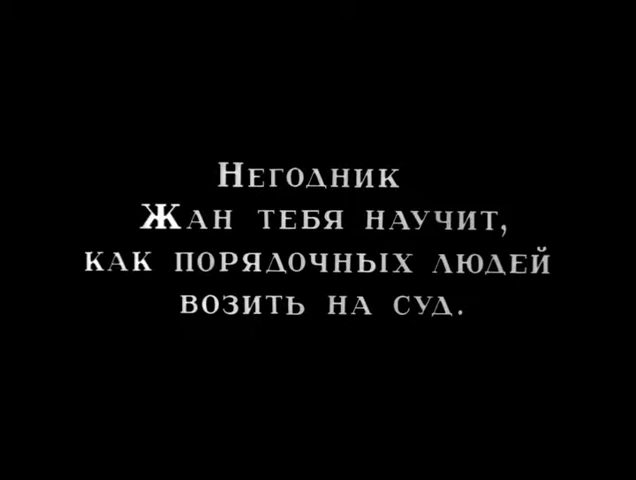 Негодник
Жан тебя научит,
как порядочных людей
возить на суд.